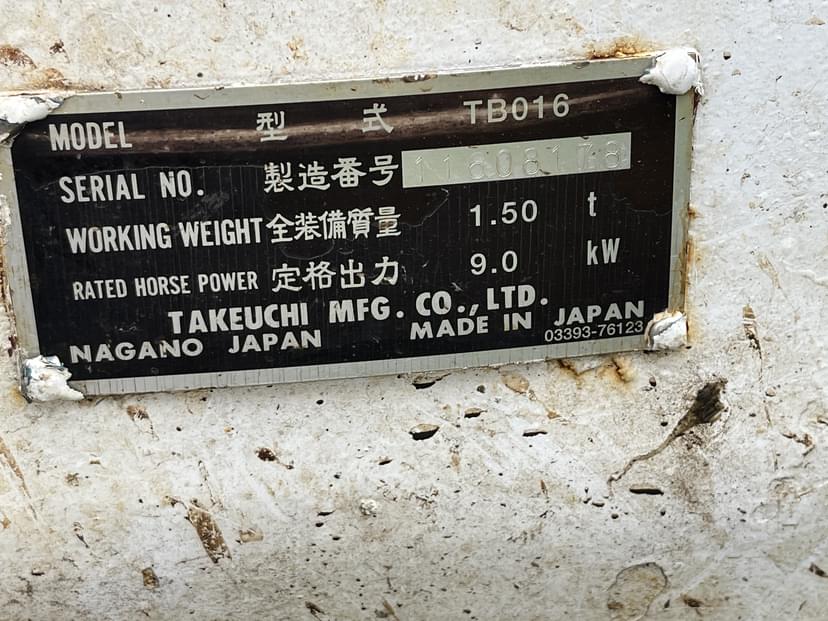 MODEL 型式 TB016
SERIAL NO. 製造番号 11608178
WORKING WEIGHT 全装備質量 1.50 t
RATED HORSE POWER 定格出力 9.0 kW
TAKEUCHI MFG. CO., LTD.
NAGANO JAPAN MADE IN JAPAN
03393-76123